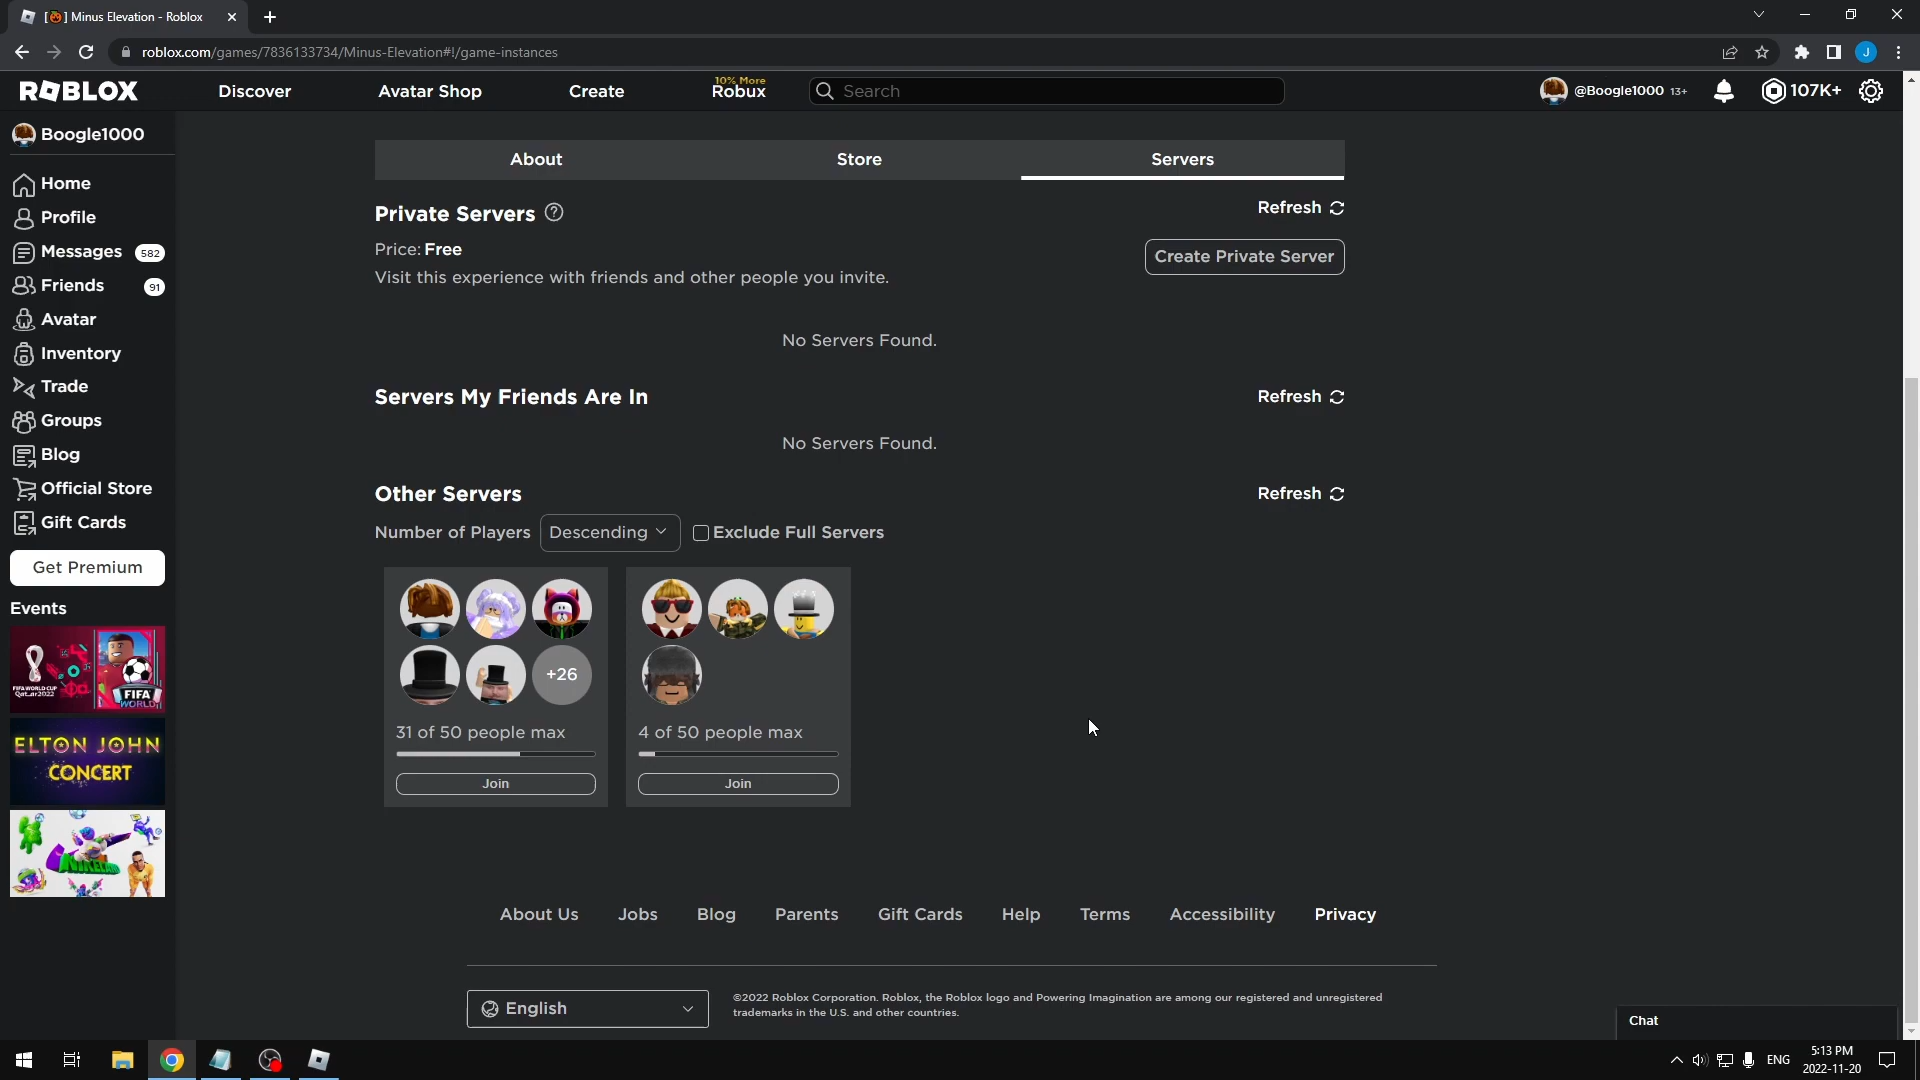 [🎃] Minus Elevation - Roblox
roblox.com/games/7836133734/Minus-Elevation#!/game-instances
J
ROBLOX
Discover
Avatar Shop
Create
10% More
Robux
Search
@Boogle1000 13+
107K+
Boogle1000
Home
Profile
Messages 582
Friends 91
Avatar
Inventory
Trade
Groups
Blog
Official Store
Gift Cards
Get Premium
Events
FIFA WORLD CUP
Qatar2022
FIFA
WORLD
ELTON JOHN
CONCERT
About
Store
Servers
Private Servers
Refresh
Price: Free
Visit this experience with friends and other people you invite.
Create Private Server
No Servers Found.
Servers My Friends Are In
Refresh
No Servers Found.
Other Servers
Refresh
Number of Players Descending Exclude Full Servers
+26
31 of 50 people max
Join
4 of 50 people max
Join
About Us
Jobs
Blog
Parents
Gift Cards
Help
Terms
Accessibility
Privacy
English
©2022 Roblox Corporation. Roblox, the Roblox logo and Powering Imagination are among our registered and unregistered
trademarks in the U.S. and other countries.
Chat
ENG
5:13 PM
2022-11-20